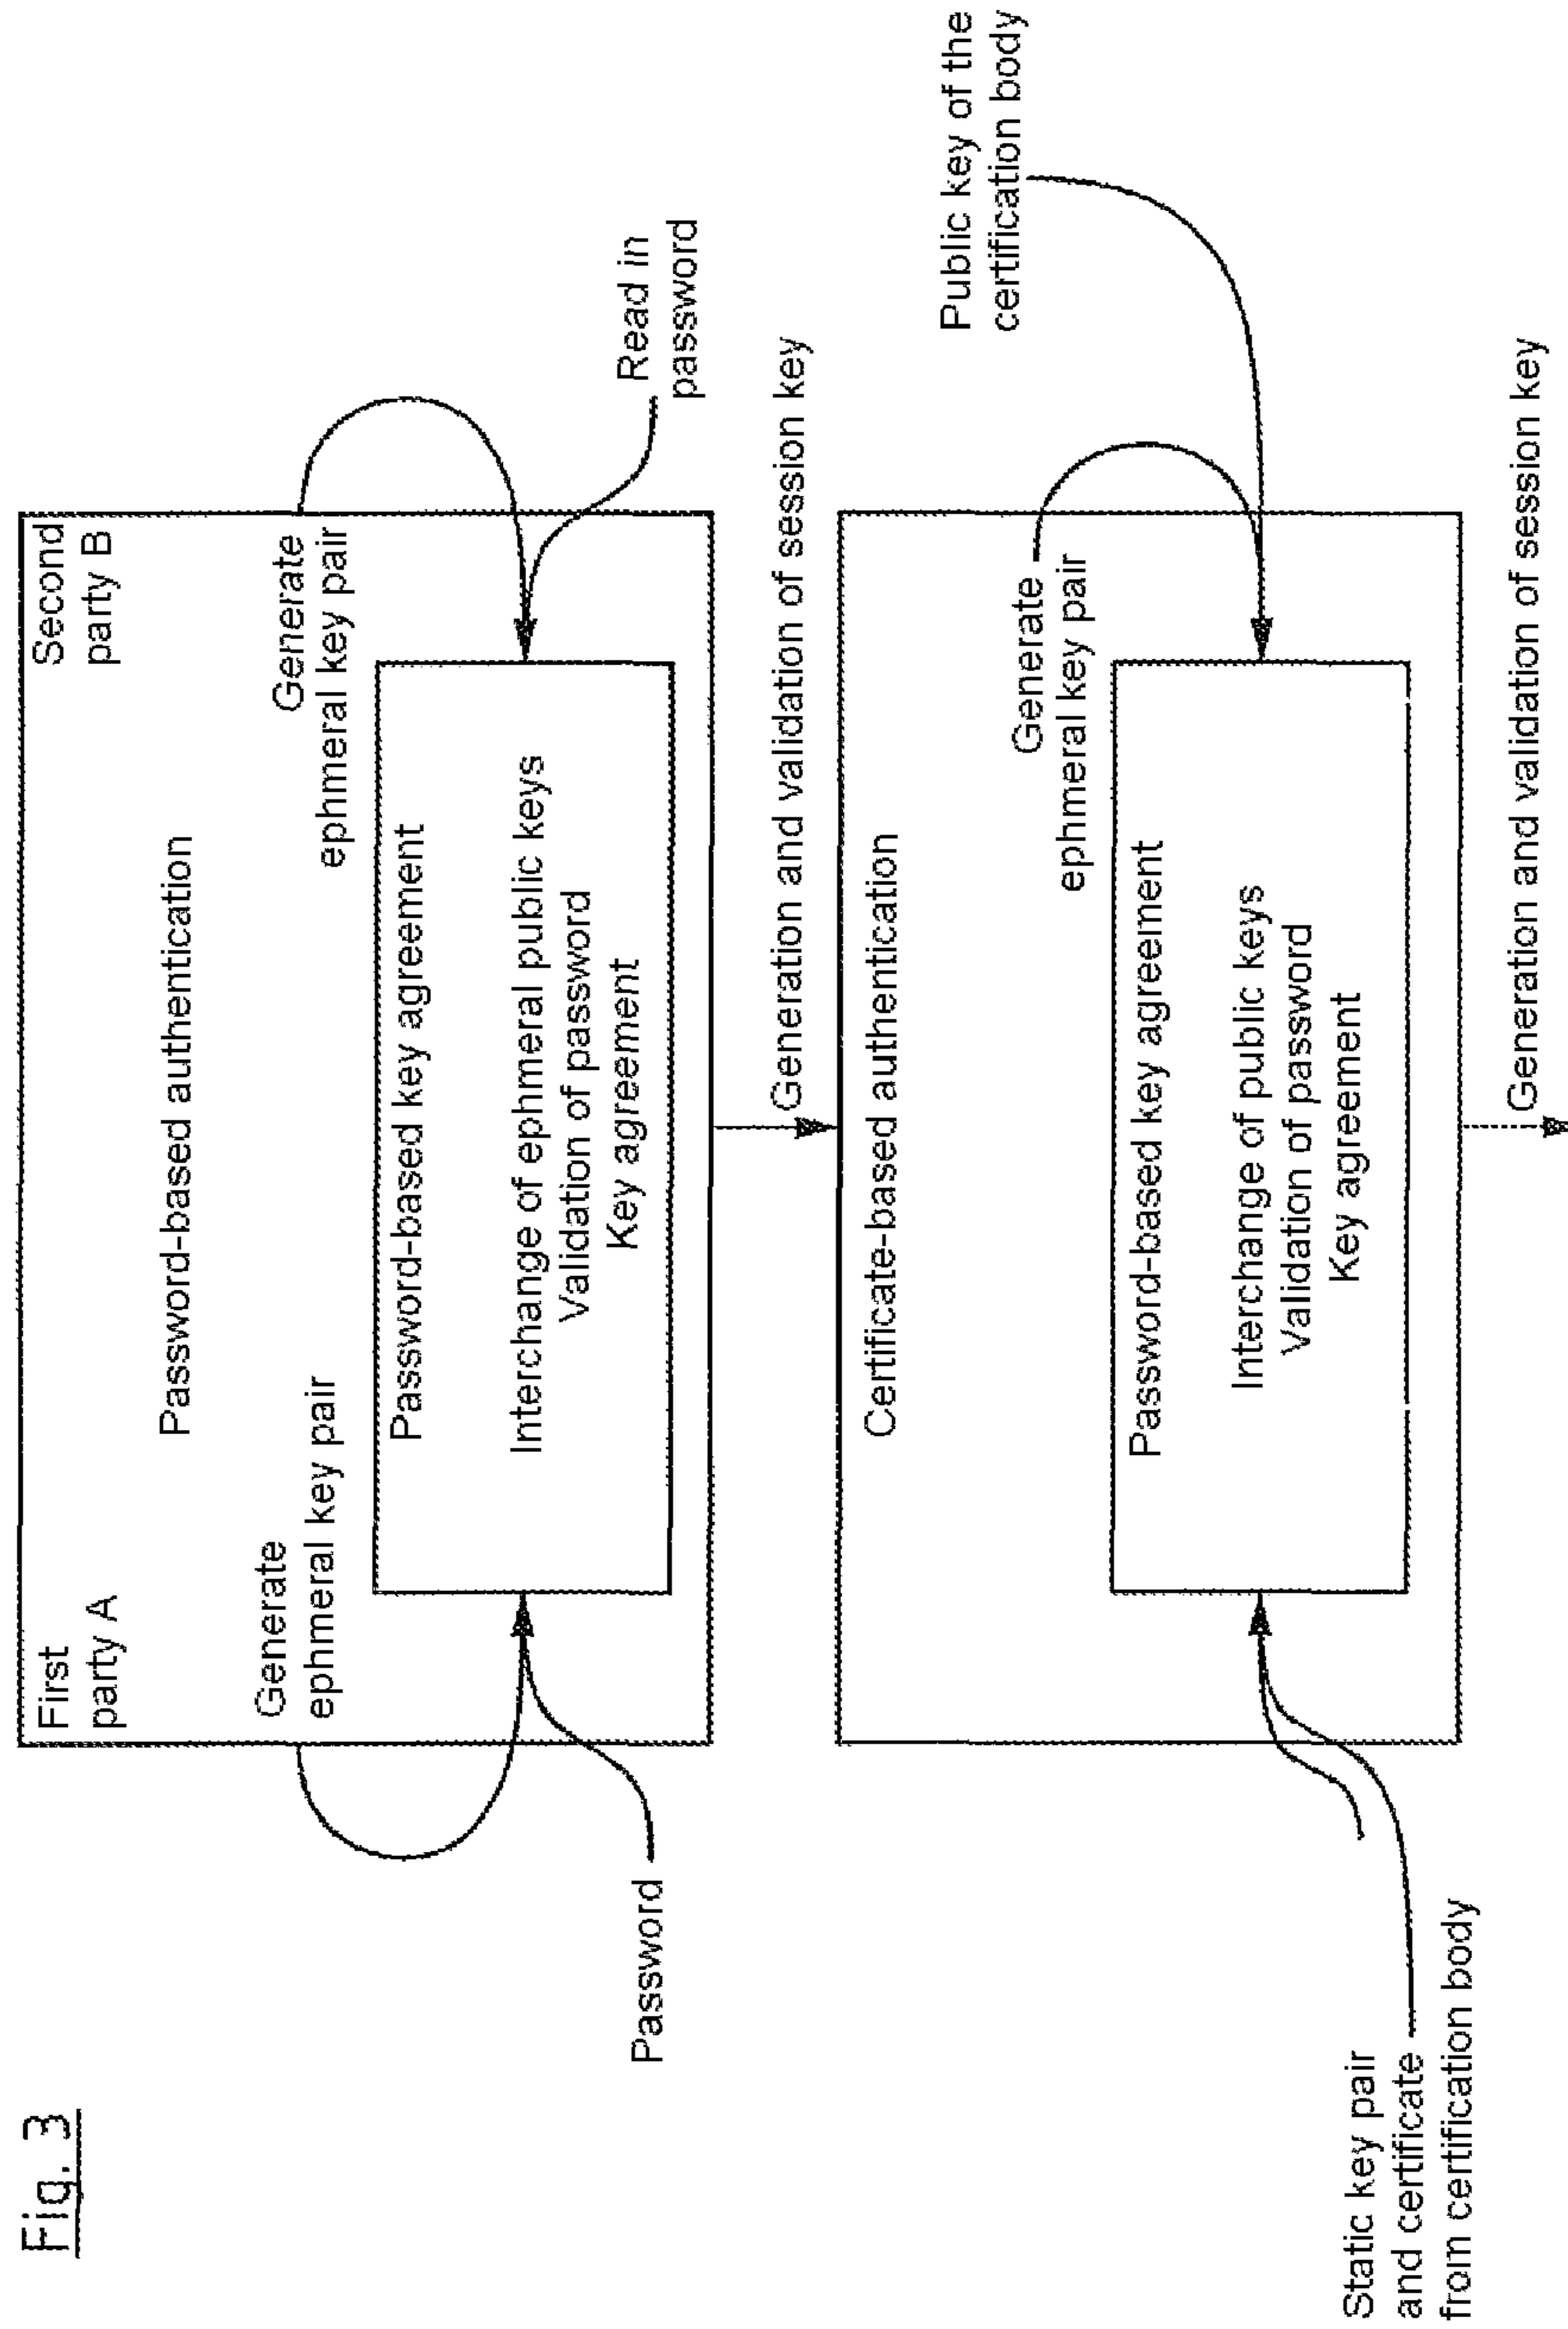 Fig. 3
First
party A
Second
party B
Password-based authentication
Generate
ephmeral key pair
Generate
ephmeral key pair
Password-based key agreement
Interchange of ephmeral public keys
Validation of password
Key agreement
Password
Read in
password
Generation and validation of session key
Certificate-based authentication
Public key of the
certification body
Generate
ephmeral key pair
Password-based key agreement
Interchange of public keys
Validation of password
Key agreement
Static key pair
and certificate
from certification body
Generation and validation of session key